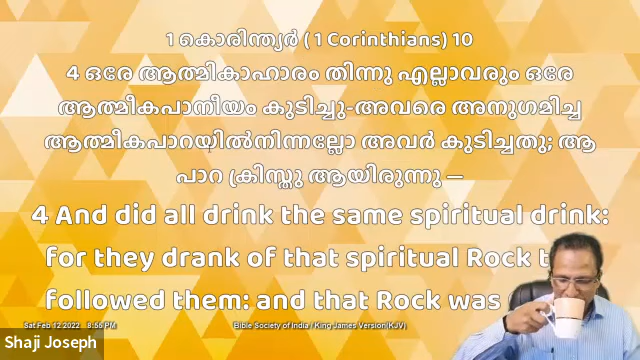 1 കൊരിന്ത്യർ ( 1 Corinthians) 10
4 ഒരേ ആത്മികാഹാരം തിന്നു എല്ലാവരും ഒരേ
ആത്മീകപാനീയം കുടിച്ചു-അവരെ അനുഗമിച്ച
ആത്മീകപാറയിൽനിന്നല്ലോ അവർ കുടിച്ചതു; ആ
പാറ ക്രിസ്തു ആയിരുന്നു —
4 And did all drink the same spiritual drink:
for they drank of that spiritual Rock
followed them: and that Rock was
Sat Feb 12 2022 8:55 PM
Bible Society of India / King James Version(KJV)
Shaji Joseph